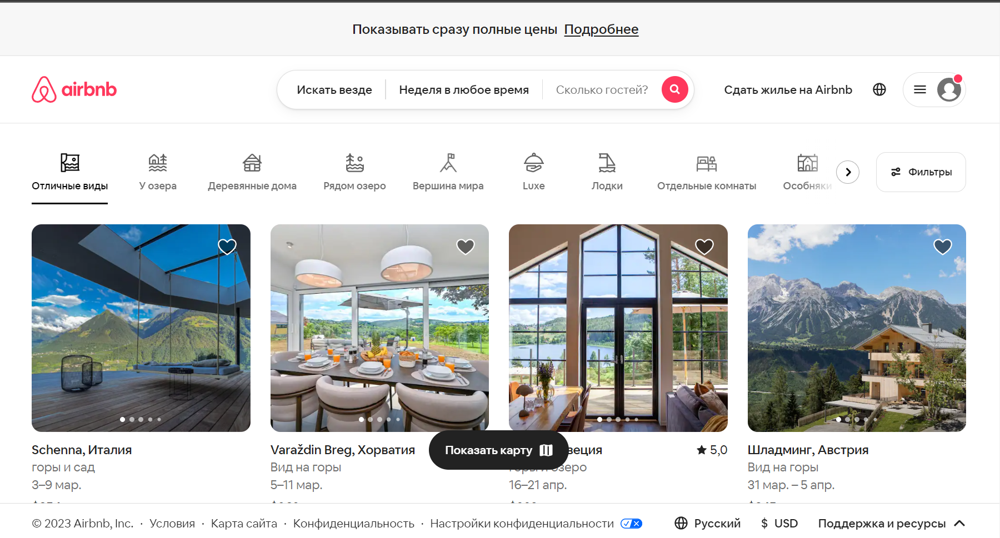 Показывать сразу полные цены Подробнее
airbnb
Искать везде
Неделя в любое время
Сколько гостей?
Сдать жилье на Airbnb
Отличные виды
У озера
Деревянные дома
Рядом озеро
Вершина мира
Luxe
Лодки
Отдельные комнаты
Особняки
Фильтры
Schenna, Италия
горы и сад
3–9 мар.
Varaždin Breg, Хорватия
Вид на горы
5–11 мар.
Показать карту
5,0
озеро
16–21 апр.
Шладминг, Австрия
Вид на горы
31 мар. – 5 апр.
© 2023 Airbnb, Inc. · Условия · Карта сайта · Конфиденциальность · Настройки конфиденциальности
Русский
$ USD
Поддержка и ресурсы